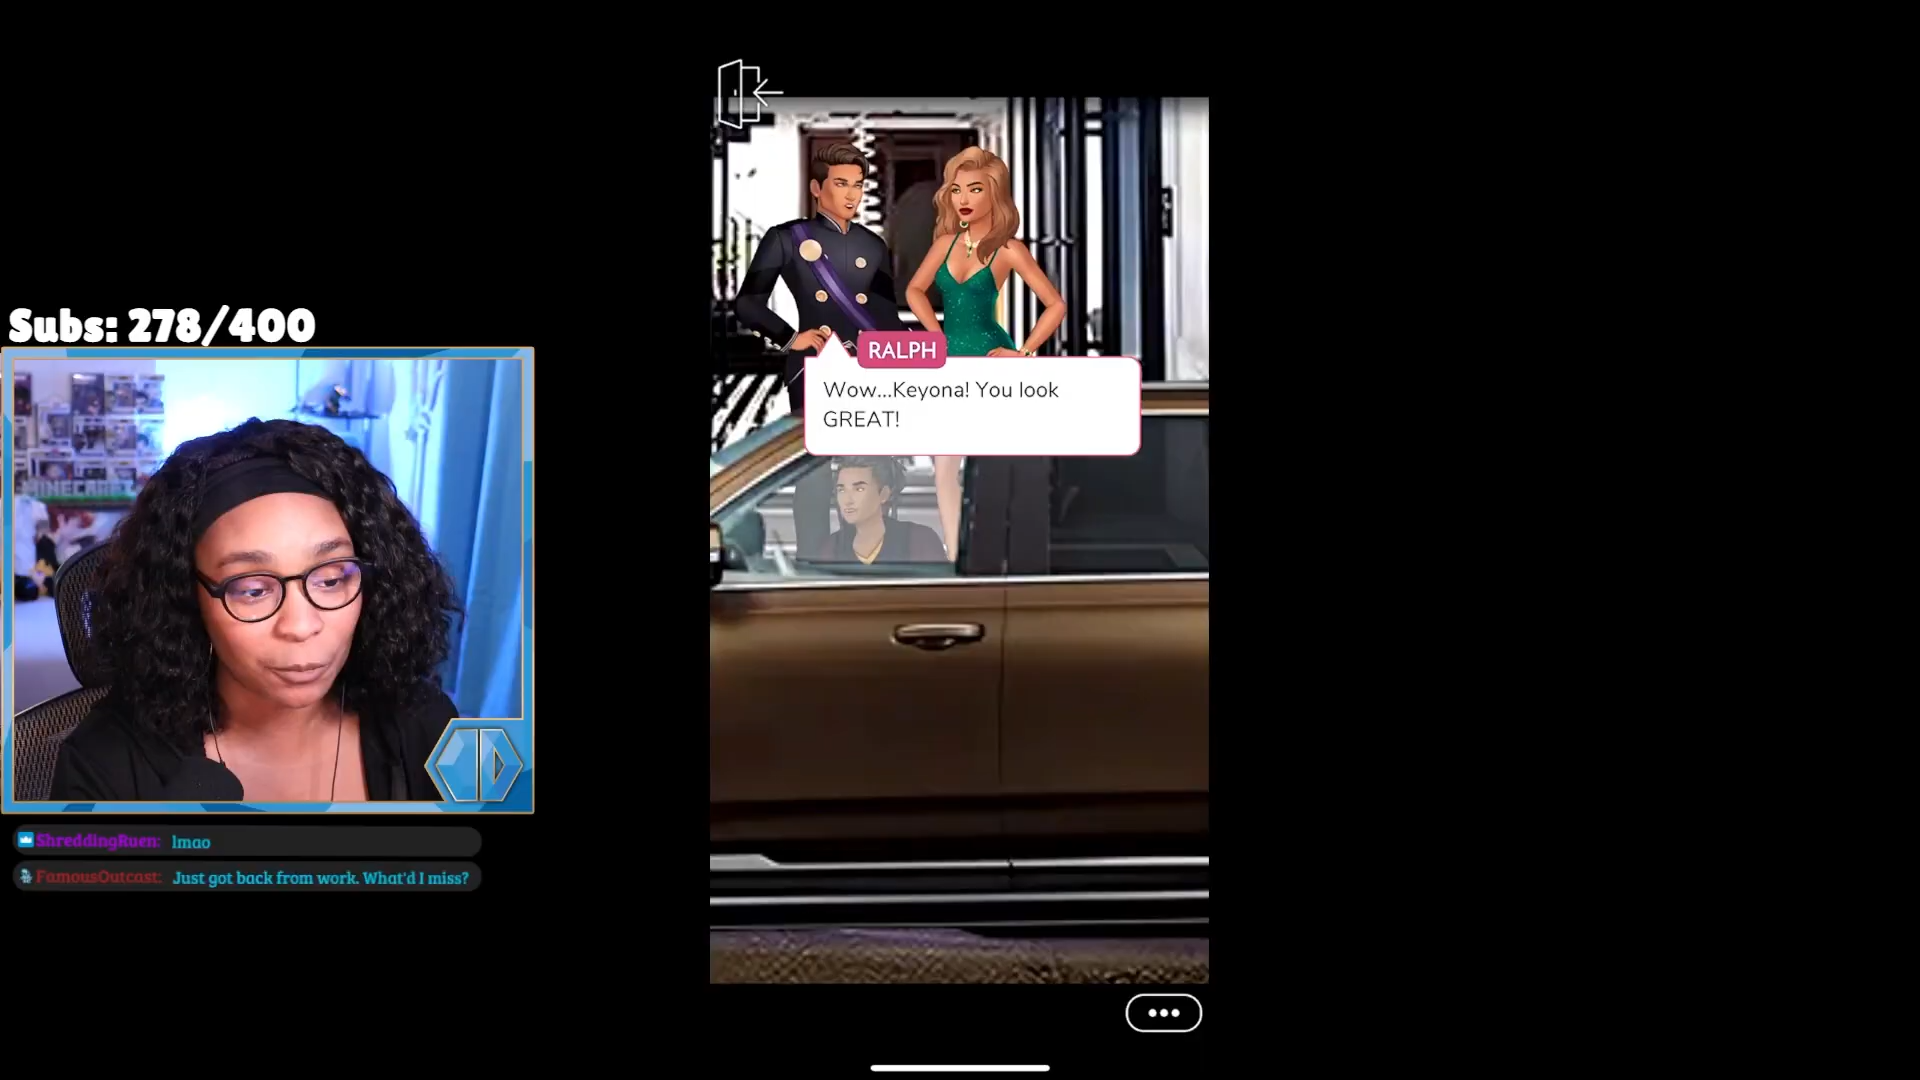 Subs: 278/400
RALPH
Wow...Keyona! You look
GREAT!
MINECRAFT
ShreddingRuen: lmao
FamousOutcast: Just got back from work. What'd I miss?